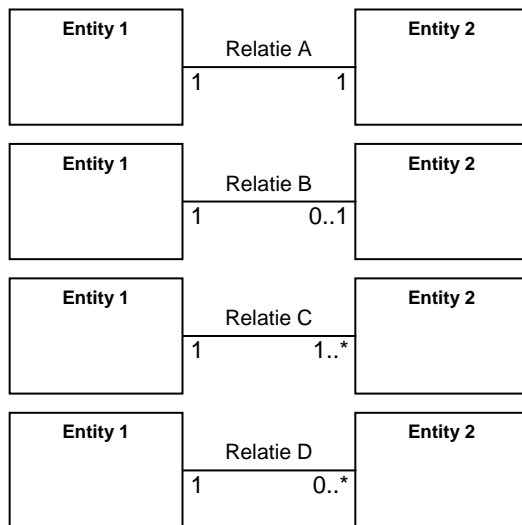 Entity 1 Relatie A Entity 2
1 1
Entity 1 Relatie B Entity 2
1 0..1
Entity 1 Relatie C Entity 2
1 1..*
Entity 1 Relatie D Entity 2
1 0..*